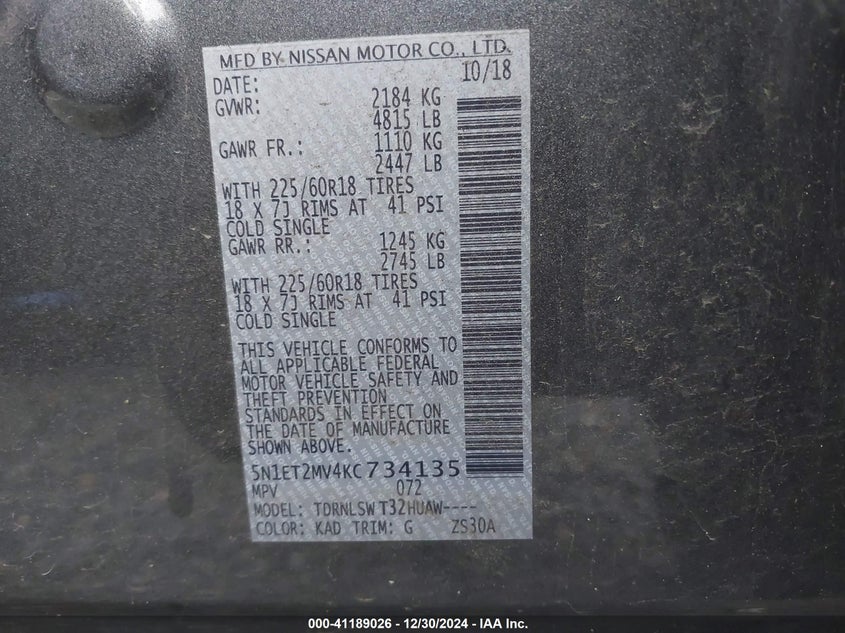 MFD BY NISSAN MOTOR CO., LTD.
DATE: 10/18
GVWR: 2184 KG
4815 LB
GAWR FR.: 1110 KG
2447 LB
WITH 225/60R18 TIRES
18 X 7J RIMS AT 41 PSI
COLD SINGLE
GAWR RR.: 1245 KG
2745 LB
WITH 225/60R18 TIRES
18 X 7J RIMS AT 41 PSI
COLD SINGLE
THIS VEHICLE CONFORMS TO
ALL APPLICABLE FEDERAL
MOTOR VEHICLE SAFETY AND
THEFT PREVENTION
STANDARDS IN EFFECT ON
THE DATE OF MANUFACTURE
SHOWN ABOVE.
5N1ET2MV4KC734135
MPV 072
MODEL: TDRNLSW T32HUAW----
COLOR: KAD TRIM: G ZS30A
000-41189026 - 12/30/2024 - IAA Inc.